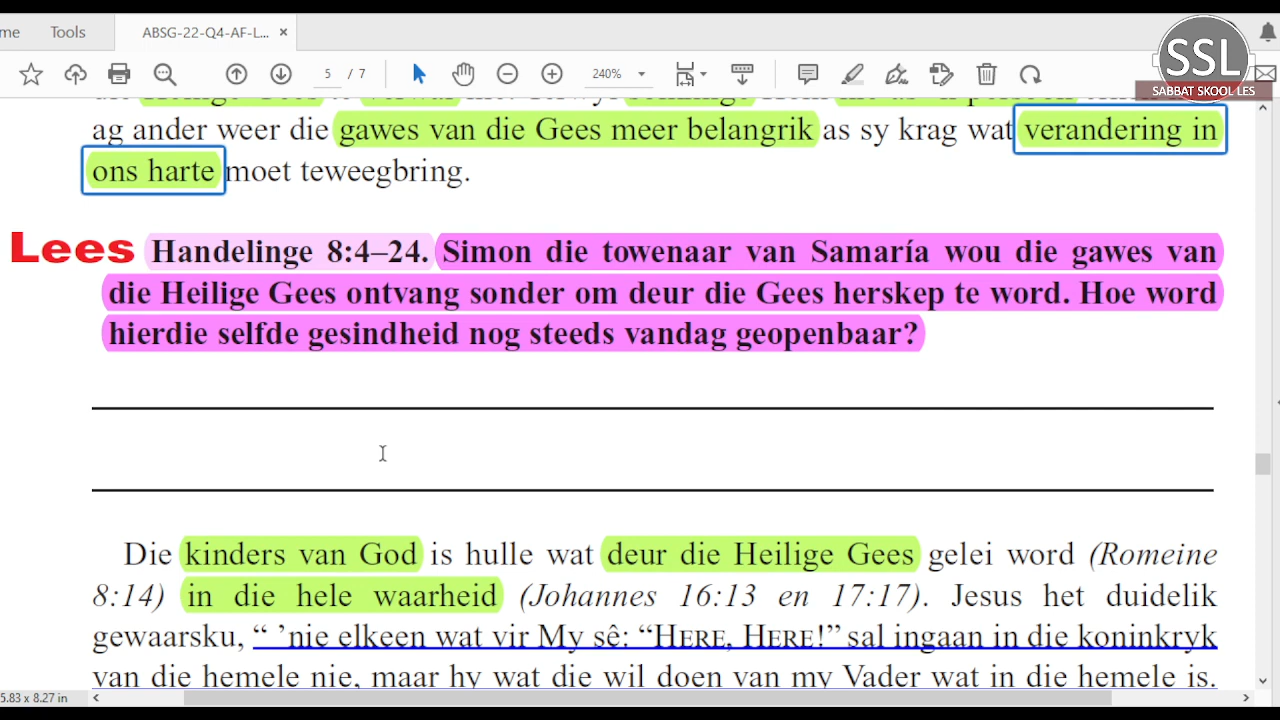 me Tools ABSG-22-Q4-AF-L... ×
5 / 7 240%
SSL
SABBAT SKOOL LES
ag ander weer die gawes van die Gees meer belangrik as sy krag wat verandering in
ons harte moet teweegbring.
Lees Handelinge 8:4–24. Simon die towenaar van Samaría wou die gawes van
die Heilige Gees ontvang sonder om deur die Gees herskep te word. Hoe word
hierdie selfde gesindheid nog steeds vandag geopenbaar?
Die kinders van God is hulle wat deur die Heilige Gees gelei word (Romeine
8:14) in die hele waarheid (Johannes 16:13 en 17:17). Jesus het duidelik
gewaarsku, “ ’nie elkeen wat vir My sê: “HERE, HERE!” sal ingaan in die koninkryk
van die hemele nie, maar hy wat die wil doen van my Vader wat in die hemele is.
5.83 x 8.27 in